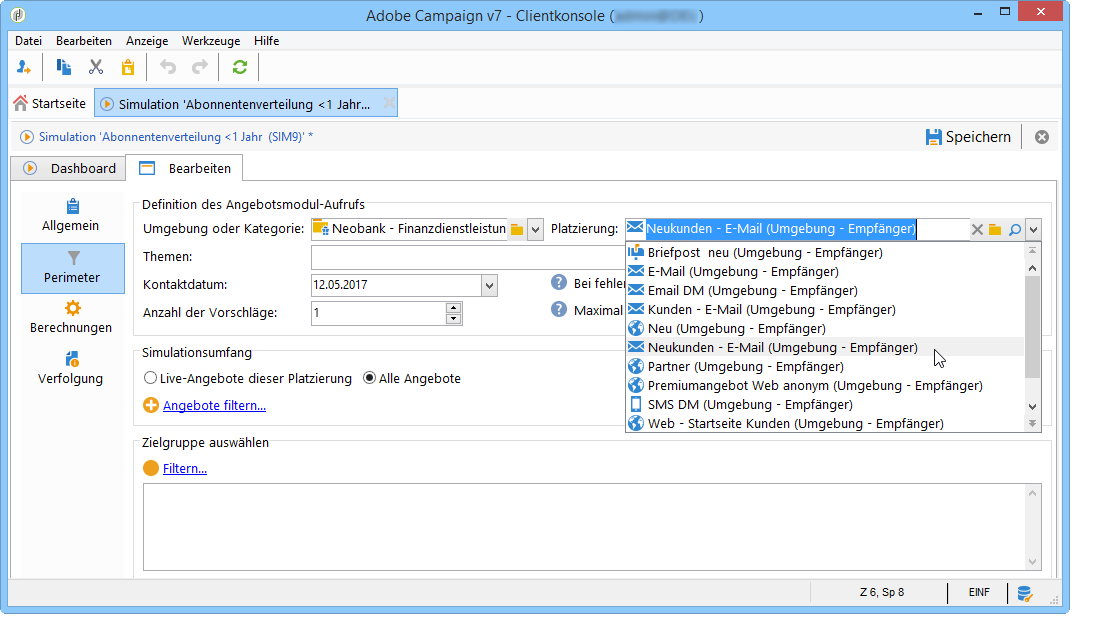 Adobe Campaign v7 - Clientkonsole ( )
Datei Bearbeiten Anzeige Werkzeuge Hilfe
Startseite Simulation 'Abonnentenverteilung <1 Jahr...
Simulation 'Abonnentenverteilung <1 Jahr (SIM9)' * Speichern
Dashboard Bearbeiten
Allgemein
Perimeter
Berechnungen
Verfolgung
Definition des Angebotsmodul-Aufrufs
Umgebung oder Kategorie: Neobank - Finanzdienstleistun Platzierung: Neukunden - E-Mail (Umgebung - Empfänger)
Themen:
Kontaktdatum: 12.05.2017 Bei fehler
Anzahl der Vorschläge: 1 Maximal
Briefpost neu (Umgebung - Empfänger)
E-Mail (Umgebung - Empfänger)
Email DM (Umgebung - Empfänger)
Kunden - E-Mail (Umgebung - Empfänger)
Neu (Umgebung - Empfänger)
Neukunden - E-Mail (Umgebung - Empfänger)
Partner (Umgebung - Empfänger)
Premiumangebot Web anonym (Umgebung - Empfänger)
SMS DM (Umgebung - Empfänger)
Web - Startseite Kunden (Umgebung - Empfänger)
Simulationsumfang
Live-Angebote dieser Platzierung Alle Angebote
Angebote filtern...
Zielgruppe auswählen
Filtern...
Z 6, Sp 8 EINF